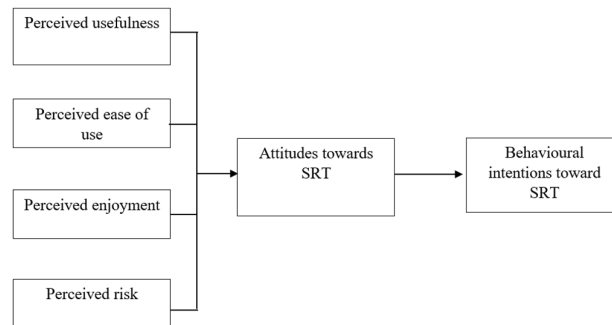 Perceived usefulness
Perceived ease of
use
Perceived enjoyment
Perceived risk
Attitudes towards
SRT
Behavioural
intentions toward
SRT